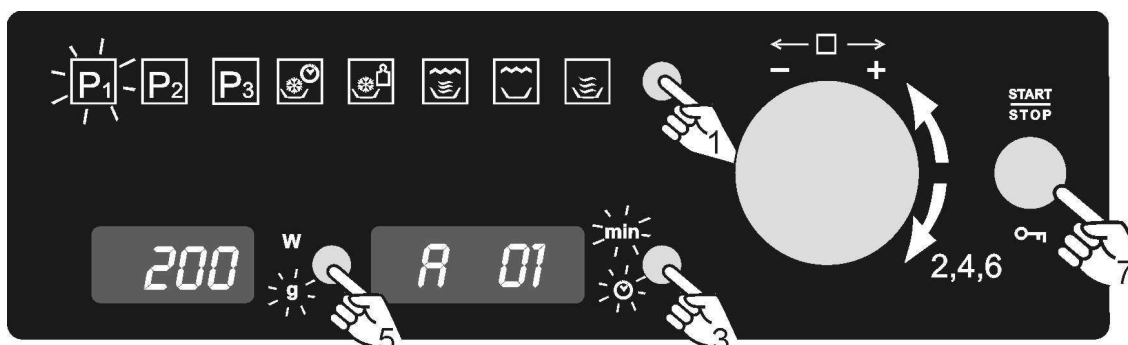 - +
P1 P2 P3
1
START
STOP
W
g
200
5
A 01
min
3
2,4,6
7